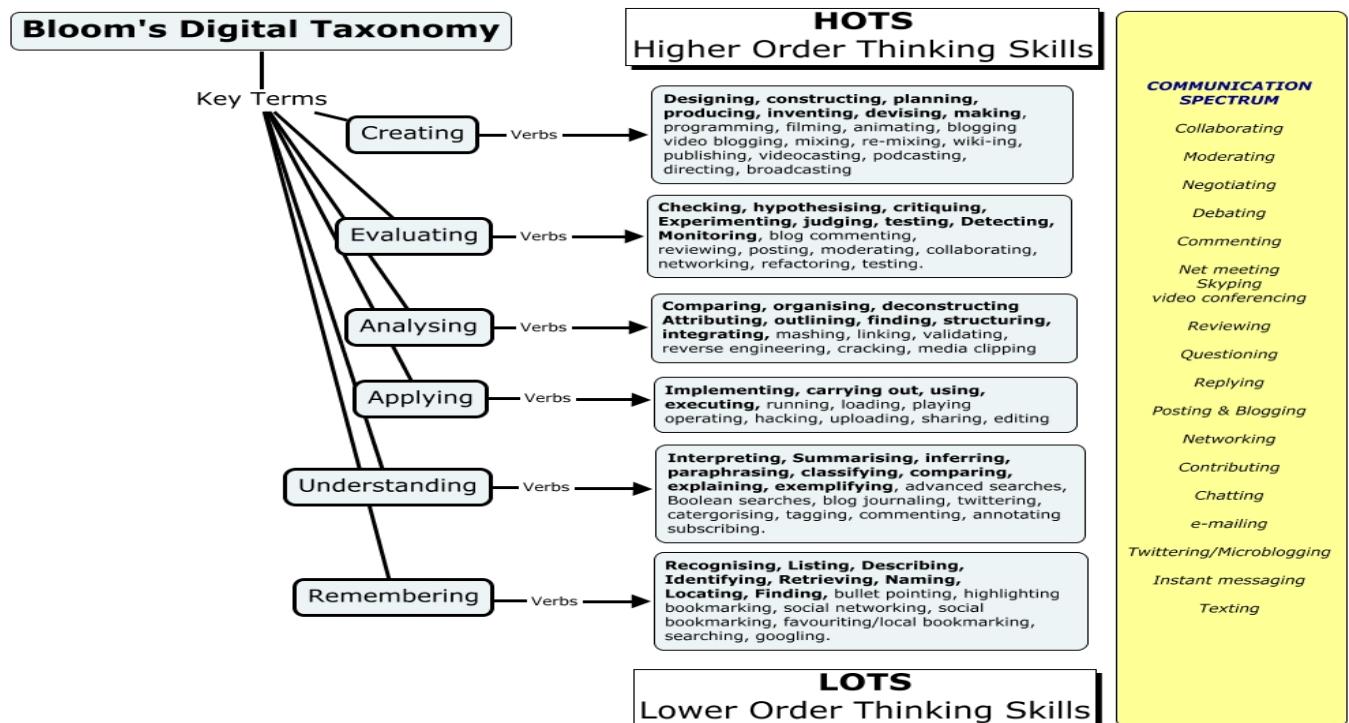 Bloom's Digital Taxonomy
Key Terms
HOTS
Higher Order Thinking Skills
Creating
Verbs
Designing, constructing, planning,
producing, inventing, devising, making,
programming, filming, animating, blogging
video blogging, mixing, re-mixing, wiki-ing,
publishing, videocasting, podcasting,
directing, broadcasting
Evaluating
Verbs
Checking, hypothesising, critiquing,
Experimenting, judging, testing, Detecting,
Monitoring, blog commenting,
reviewing, posting, moderating, collaborating,
networking, refactoring, testing.
Analysing
Verbs
Comparing, organising, deconstructing
Attributing, outlining, finding, structuring,
integrating, mashing, linking, validating,
reverse engineering, cracking, media clipping
Applying
Verbs
Implementing, carrying out, using,
executing, running, loading, playing
operating, hacking, uploading, sharing, editing
Understanding
Verbs
Interpreting, Summarising, inferring,
paraphrasing, classifying, comparing,
explaining, exemplifying, advanced searches,
Boolean searches, blog journaling, twittering,
catergorising, tagging, commenting, annotating
subscribing.
Remembering
Verbs
Recognising, Listing, Describing,
Identifying, Retrieving, Naming,
Locating, Finding, bullet pointing, highlighting
bookmarking, social networking, social
bookmarking, favouriting/local bookmarking,
searching, googling.
LOTS
Lower Order Thinking Skills
COMMUNICATION
SPECTRUM
Collaborating
Moderating
Negotiating
Debating
Commenting
Net meeting
Skyping
video conferencing
Reviewing
Questioning
Replying
Posting & Blogging
Networking
Contributing
Chatting
e-mailing
Twittering/Microblogging
Instant messaging
Texting